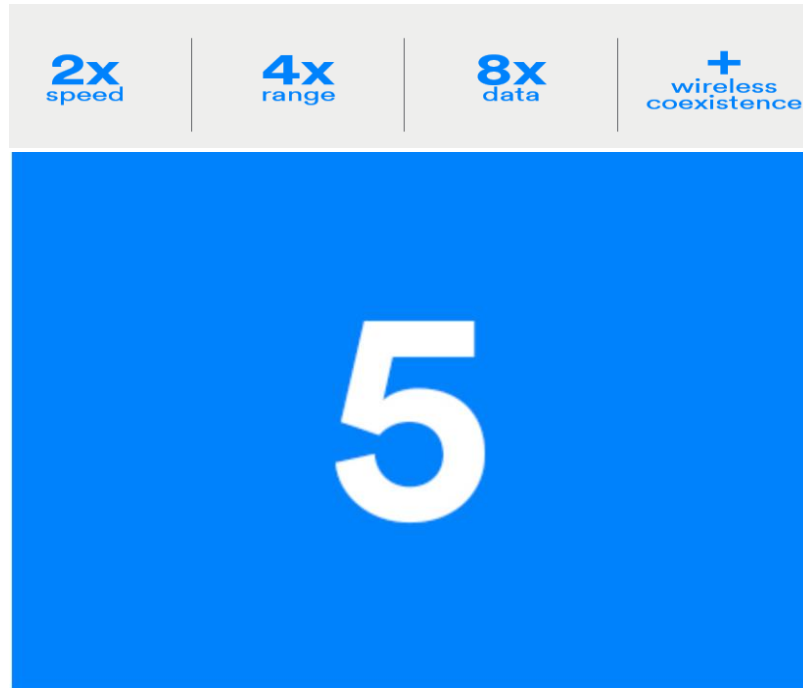 2x
speed
4x
range
8x
data
+
wireless
coexistence
5